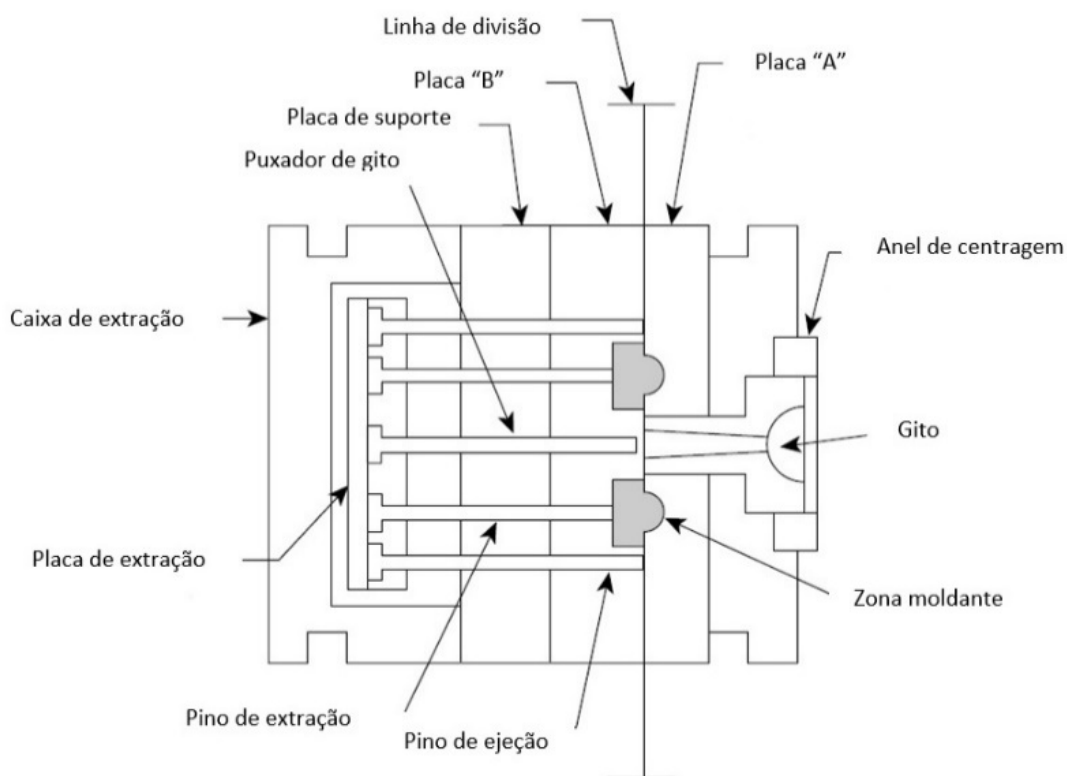 Linha de divisão
Placa “A”
Placa “B”
Placa de suporte
Puxador de gito
Anel de centragem
Caixa de extração
Gito
Placa de extração
Zona moldante
Pino de extração
Pino de ejeção